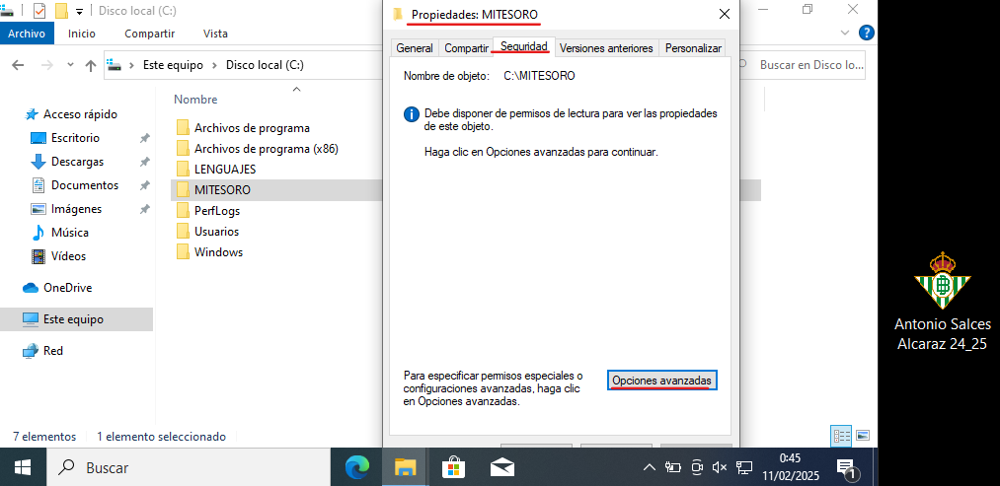 Disco local (C:)
Archivo
Inicio
Compartir
Vista
Este equipo
Disco local (C:)
Buscar en Disco lo...
Nombre
Acceso rápido
Escritorio
Descargas
Documentos
Imágenes
Música
Vídeos
OneDrive
Este equipo
Red
Archivos de programa
Archivos de programa (x86)
LENGUAJES
MITESORO
PerfLogs
Usuarios
Windows
7 elementos
1 elemento seleccionado
Propiedades: MITESORO
General
Compartir
Seguridad
Versiones anteriores
Personalizar
Nombre de objeto: C:\MITESORO
Debe disponer de permisos de lectura para ver las propiedades
de este objeto.
Haga clic en Opciones avanzadas para continuar.
Para especificar permisos especiales o
configuraciones avanzadas, haga clic
en Opciones avanzadas.
Opciones avanzadas
Antonio Salces
Alcaraz 24_25
Buscar
0:45
11/02/2025
1